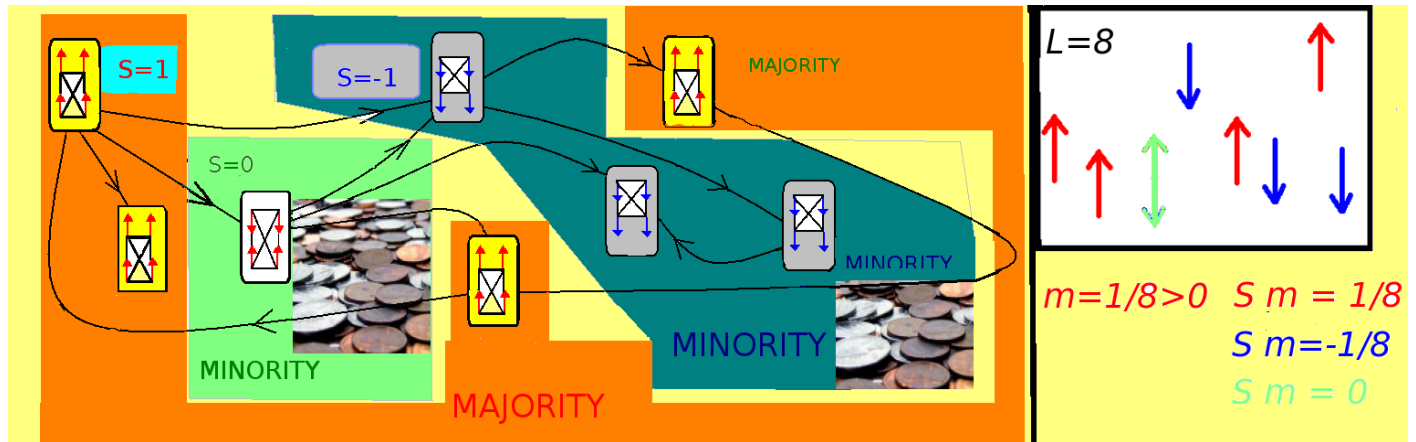 S=1
S=-1
MAJORITY
S=0
MINORITY
MINORITY
MINORITY
MAJORITY
L=8
m=1/8>0
S m = 1/8
S m=-1/8
S m = 0